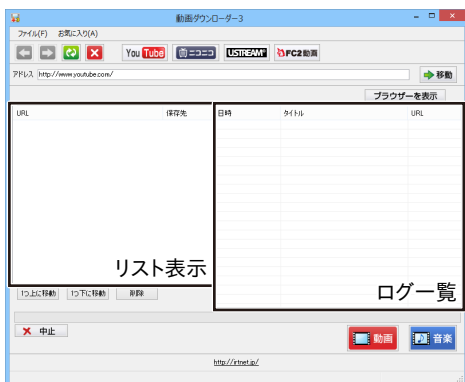 動画ダウンローダー3
ファイル(F) お気に入り(A)
You Tube ニコニコ USTREAM FC2動画
アドレス http://www.youtube.com/ 移動
ブラウザーを表示
URL 保存先 日時 タイトル URL
リスト表示
ログ一覧
1つ上に移動 1つ下に移動 削除
中止
動画 音楽
http://irtnet.jp/